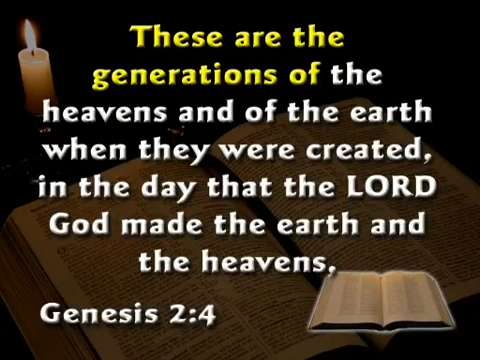 These are the
generations of the
heavens and of the earth
when they were created,
in the day that the LORD
God made the earth and
the heavens,
Genesis 2:4